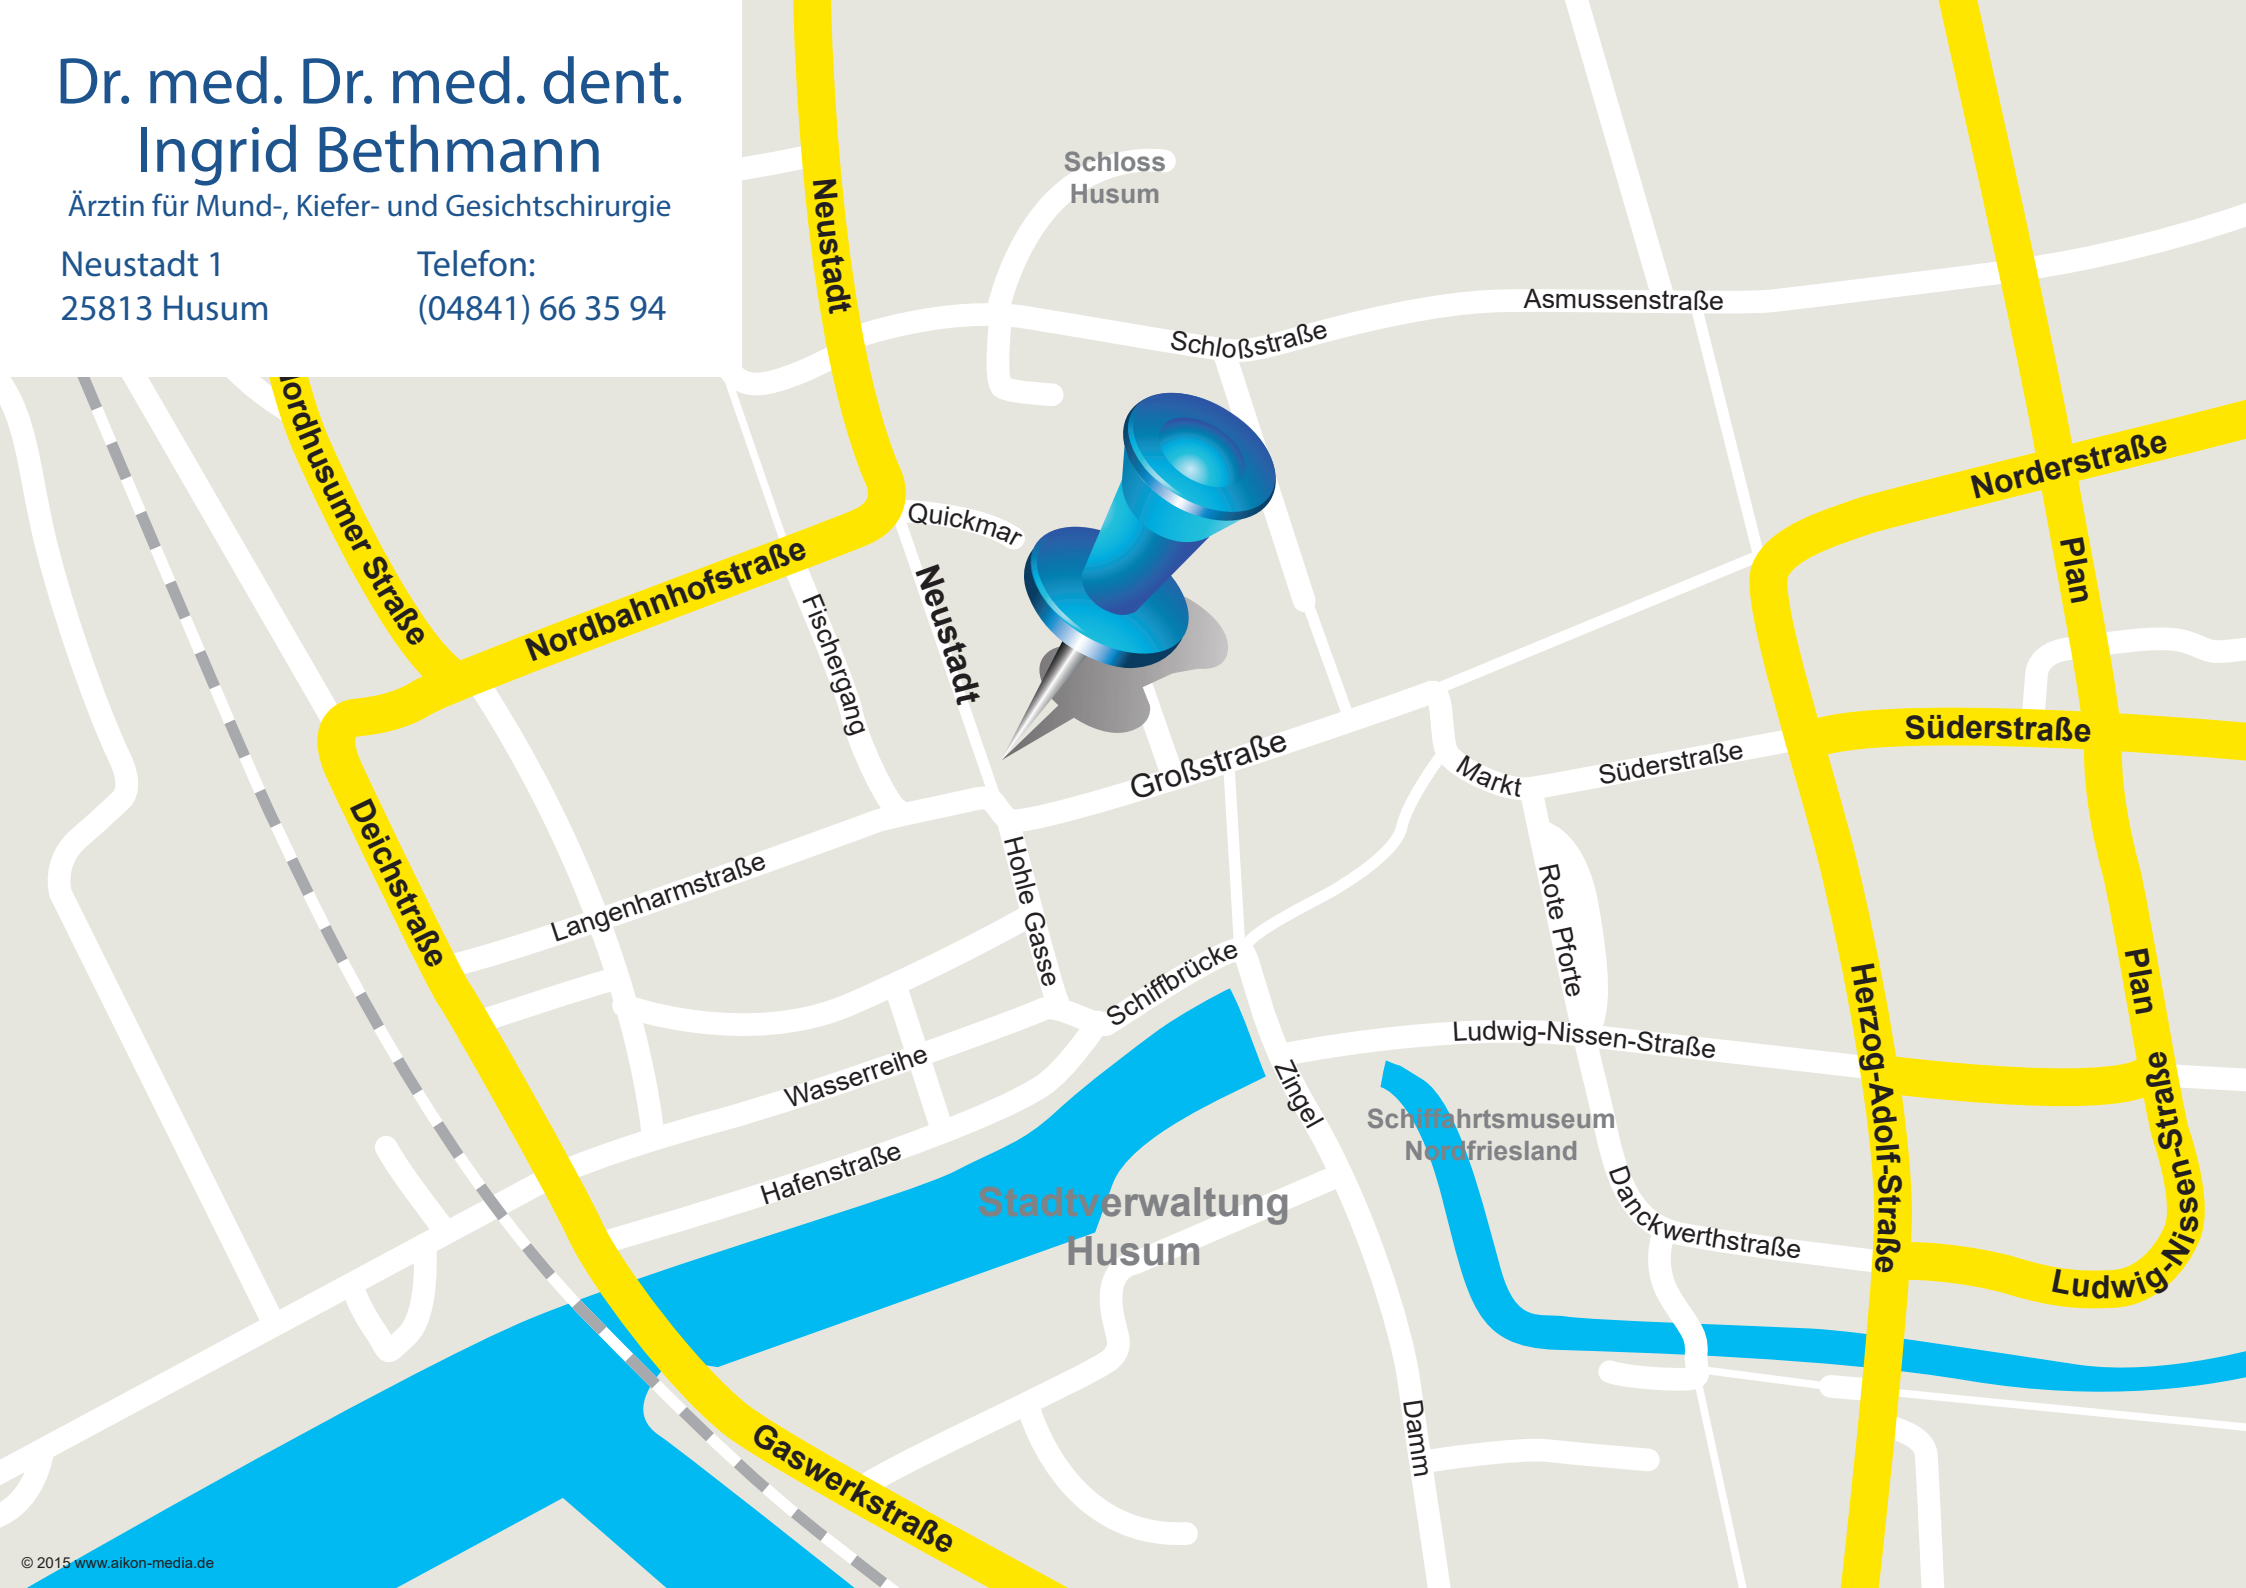 Dr. med. Dr. med. dent.
Ingrid Bethmann
Ärztin für Mund-, Kiefer- und Gesichtschirurgie
Neustadt 1
25813 Husum
Telefon:
(04841) 66 35 94
Neustadt
Schloss
Husum
Asmussenstraße
Schloßstraße
ordhusumer Straße
Norderstraße
Quickmar
Nordbahnhofstraße
Plan
Neustadt
Fischergang
Süderstraße
Großstraße
Süderstraße
Markt
Deichstraße
Langenharmstraße
Hohle Gasse
Rote Pforte
Schiffbrücke
Plan
Herzog-Adolf-Straße
Ludwig-Nissen-Straße
Wasserreihe
Zingel
Schiffahrtsmuseum
Nordfriesland
Hafenstraße
Stadtverwaltung
Husum
Danckwerthstraße
Ludwig-Nissen-Straße
Damm
Gaswerkstraße
© 2015 www.aikon-media.de